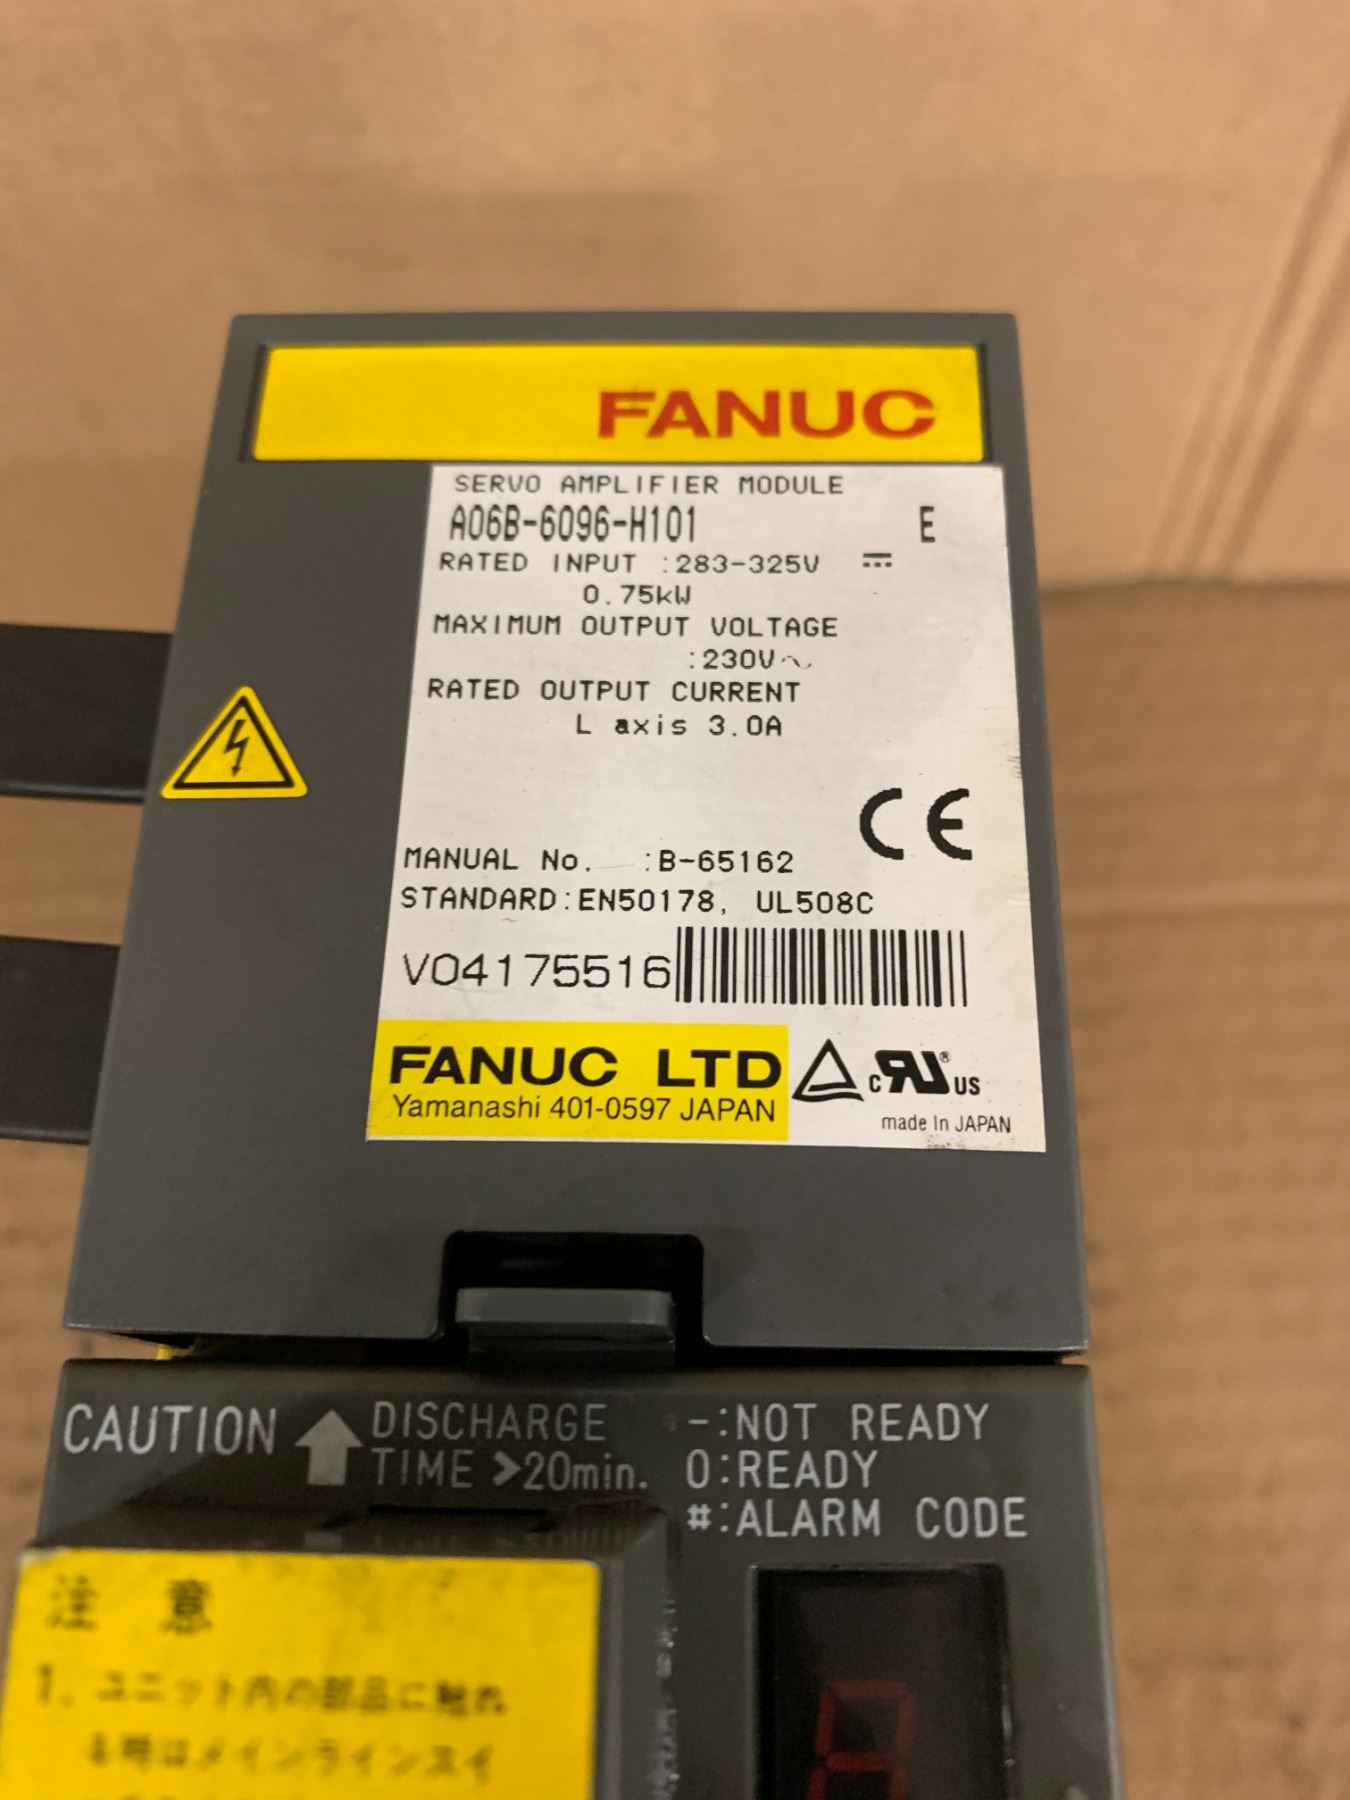 FANUC
SERVO AMPLIFIER MODULE
A06B-6096-H101 E
RATED INPUT :283-325V ⎓
0.75kW
MAXIMUM OUTPUT VOLTAGE
:230V～
RATED OUTPUT CURRENT
L axis 3.0A
CE
MANUAL No. :B-65162
STANDARD:EN50178, UL508C
V04175516
FANUC LTD
Yamanashi 401-0597 JAPAN
c RU ® US
made In JAPAN
CAUTION
DISCHARGE
TIME >20min.
-:NOT READY
0:READY
#:ALARM CODE
注意
1. ユニット内の部品に触れ
る時はメインラインスイ